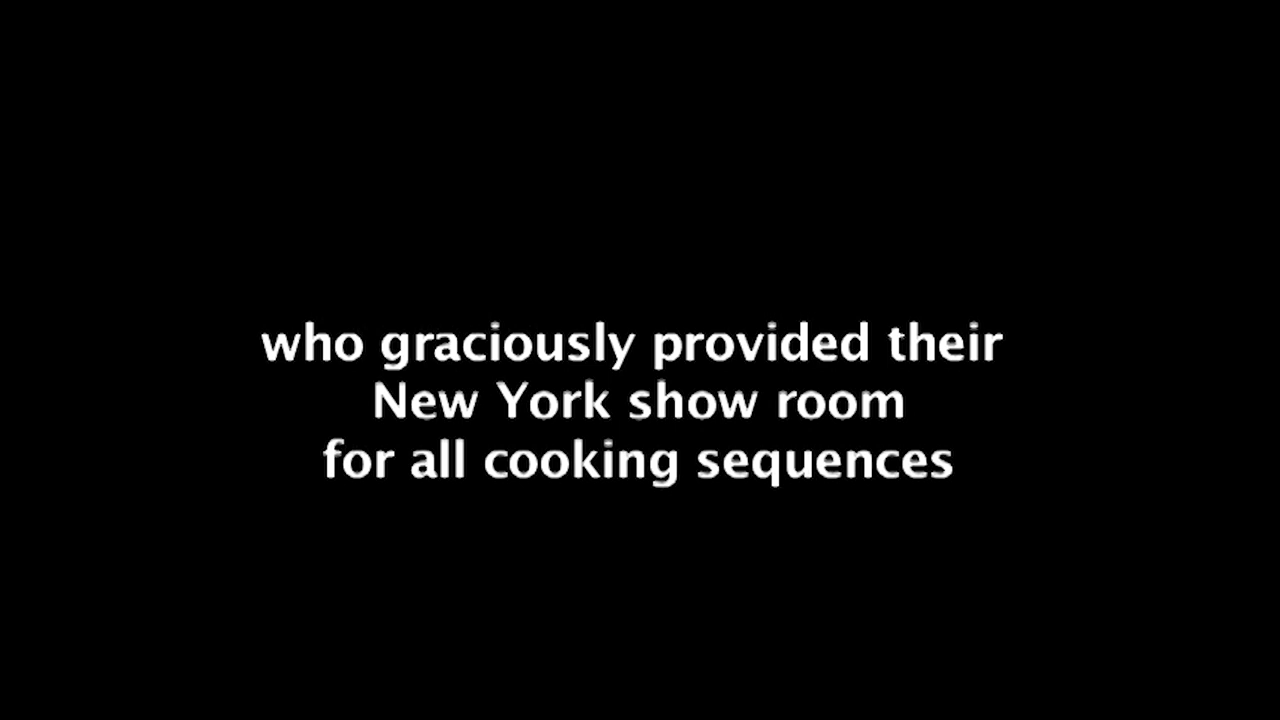 who graciously provided their
New York show room
for all cooking sequences